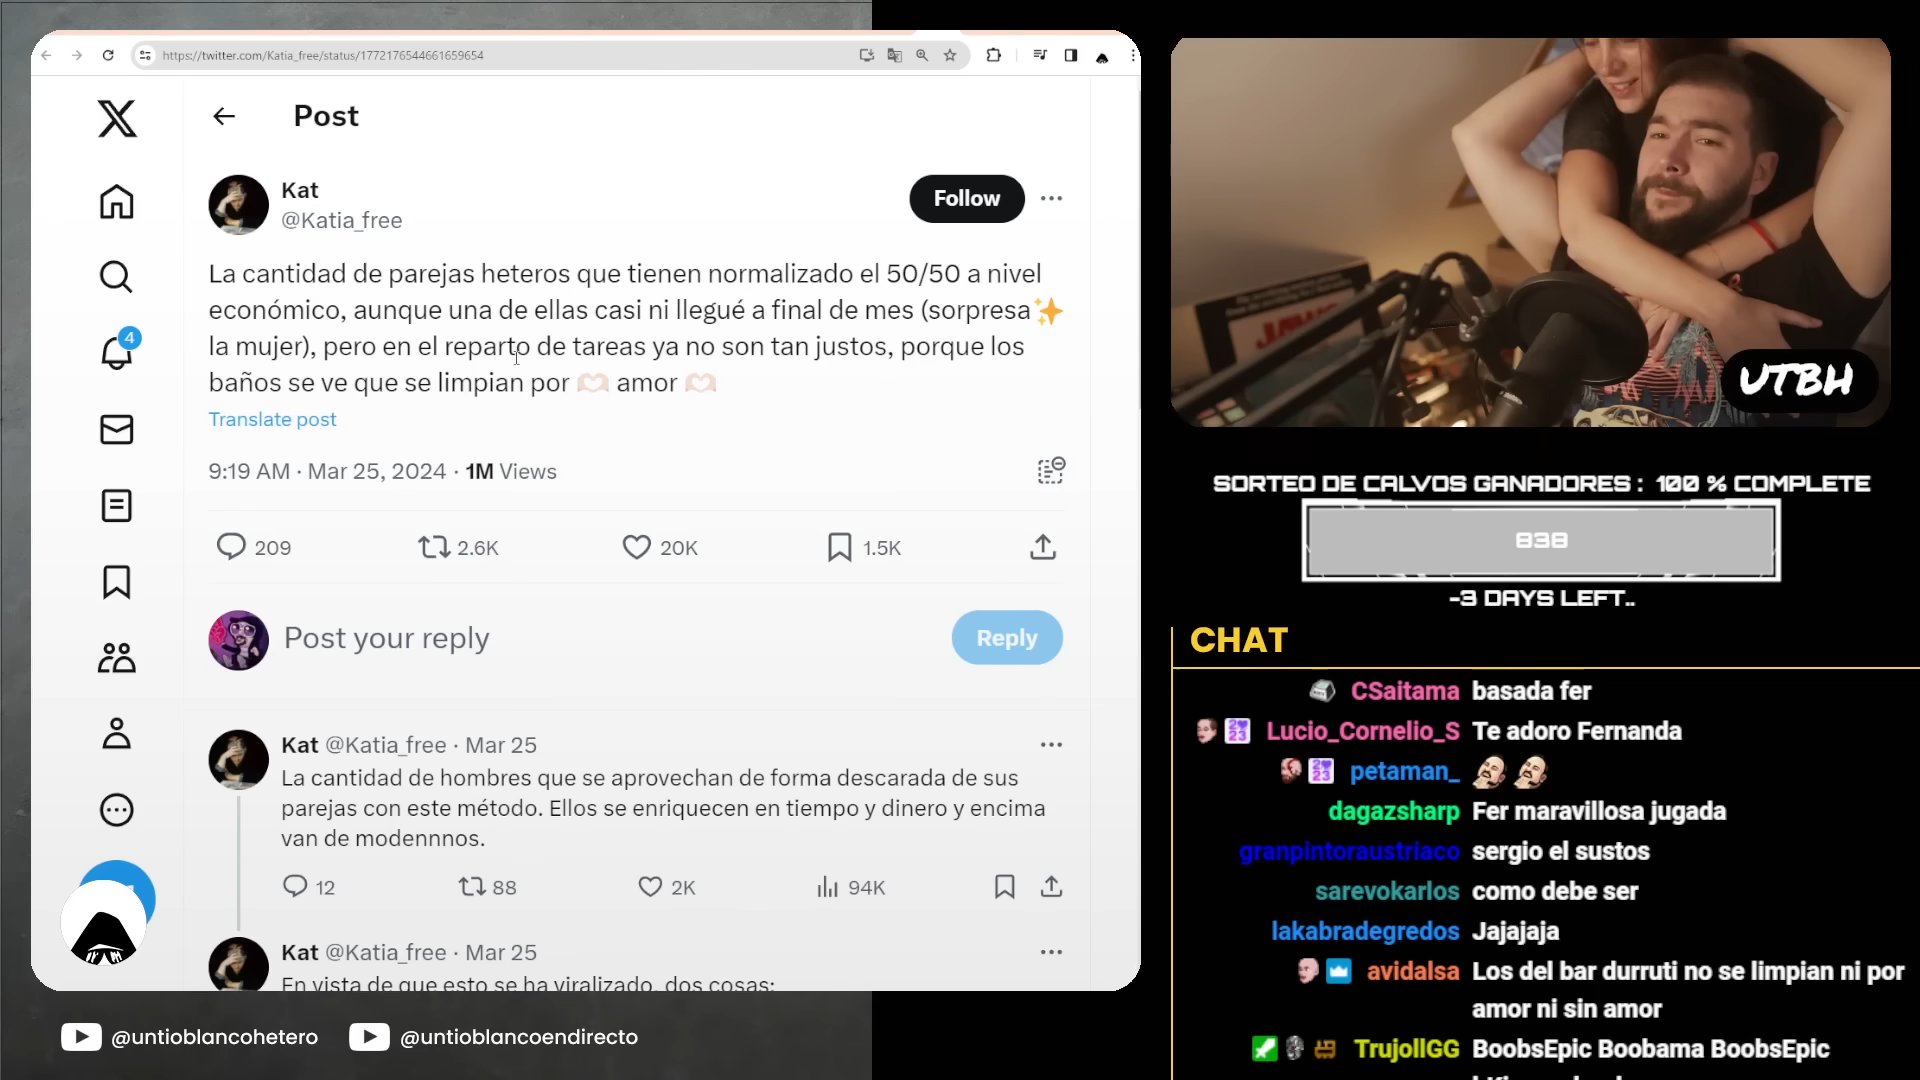 https://twitter.com/Katia_free/status/1772176544661659654
Post
Kat
@Katia_free
Follow
La cantidad de parejas heteros que tienen normalizado el 50/50 a nivel
económico, aunque una de ellas casi ni llegué a final de mes (sorpresa✨
la mujer), pero en el reparto de tareas ya no son tan justos, porque los
baños se ve que se limpian por 🫶🏻 amor 🫶🏻
Translate post
9:19 AM · Mar 25, 2024 · 1M Views
209 2.6K 20K 1.5K
Post your reply
Reply
Kat @Katia_free · Mar 25
La cantidad de hombres que se aprovechan de forma descarada de sus
parejas con este método. Ellos se enriquecen en tiempo y dinero y encima
van de modennnos.
12 88 2K 94K
Kat @Katia_free · Mar 25
En vista de que esto se ha viralizado, dos cosas:
4
@untioblancohetero
@untioblancoendirecto
JAWS
UTBH
SORTEO DE CALVOS GANADORES : 100 % COMPLETE
838
-3 DAYS LEFT..
CHAT
CSaitama basada fer
Lucio_Cornelio_S Te adoro Fernanda
petaman_
dagazsharp Fer maravillosa jugada
granpintoraustriaco sergio el sustos
sarevokarlos como debe ser
lakabradegredos Jajajaja
avidalsa Los del bar durruti no se limpian ni por
amor ni sin amor
TrujollGG BoobsEpic Boobama BoobsEpic